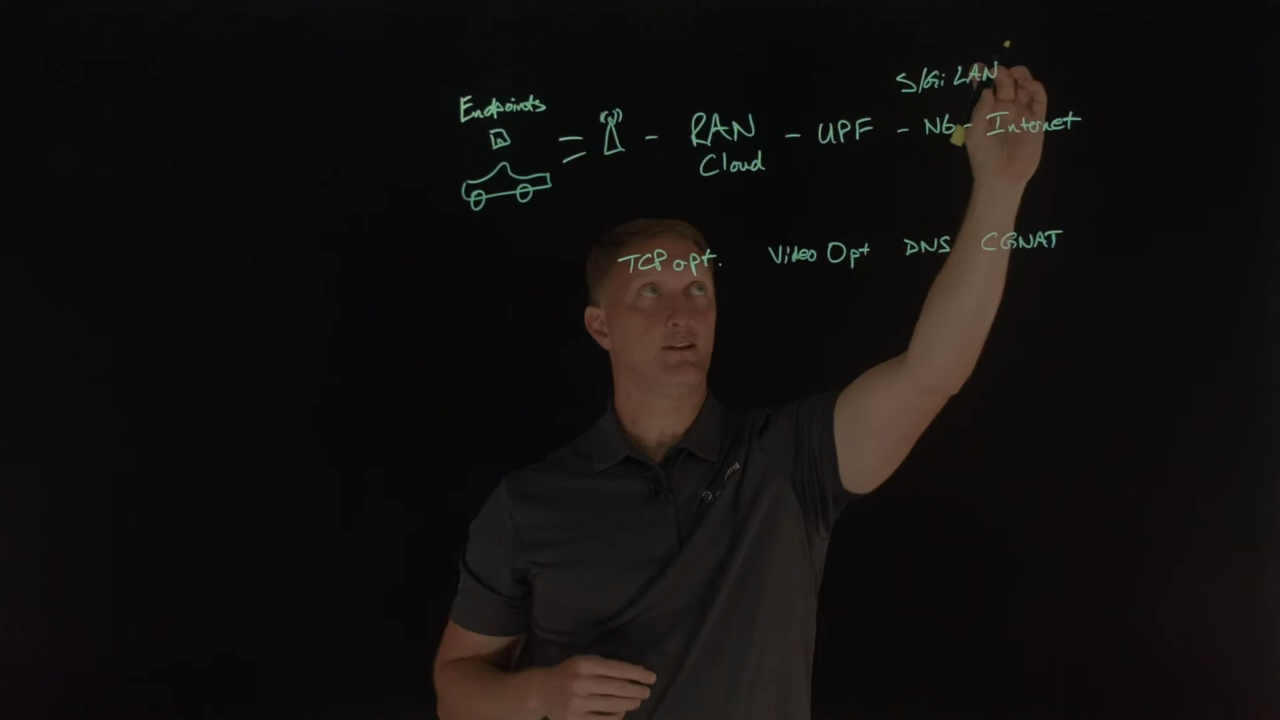 S/Gi LAN
Endpoints
RAN - UPF - N6 - Internet
Cloud
TCP opt. Video Opt DNS CGNAT